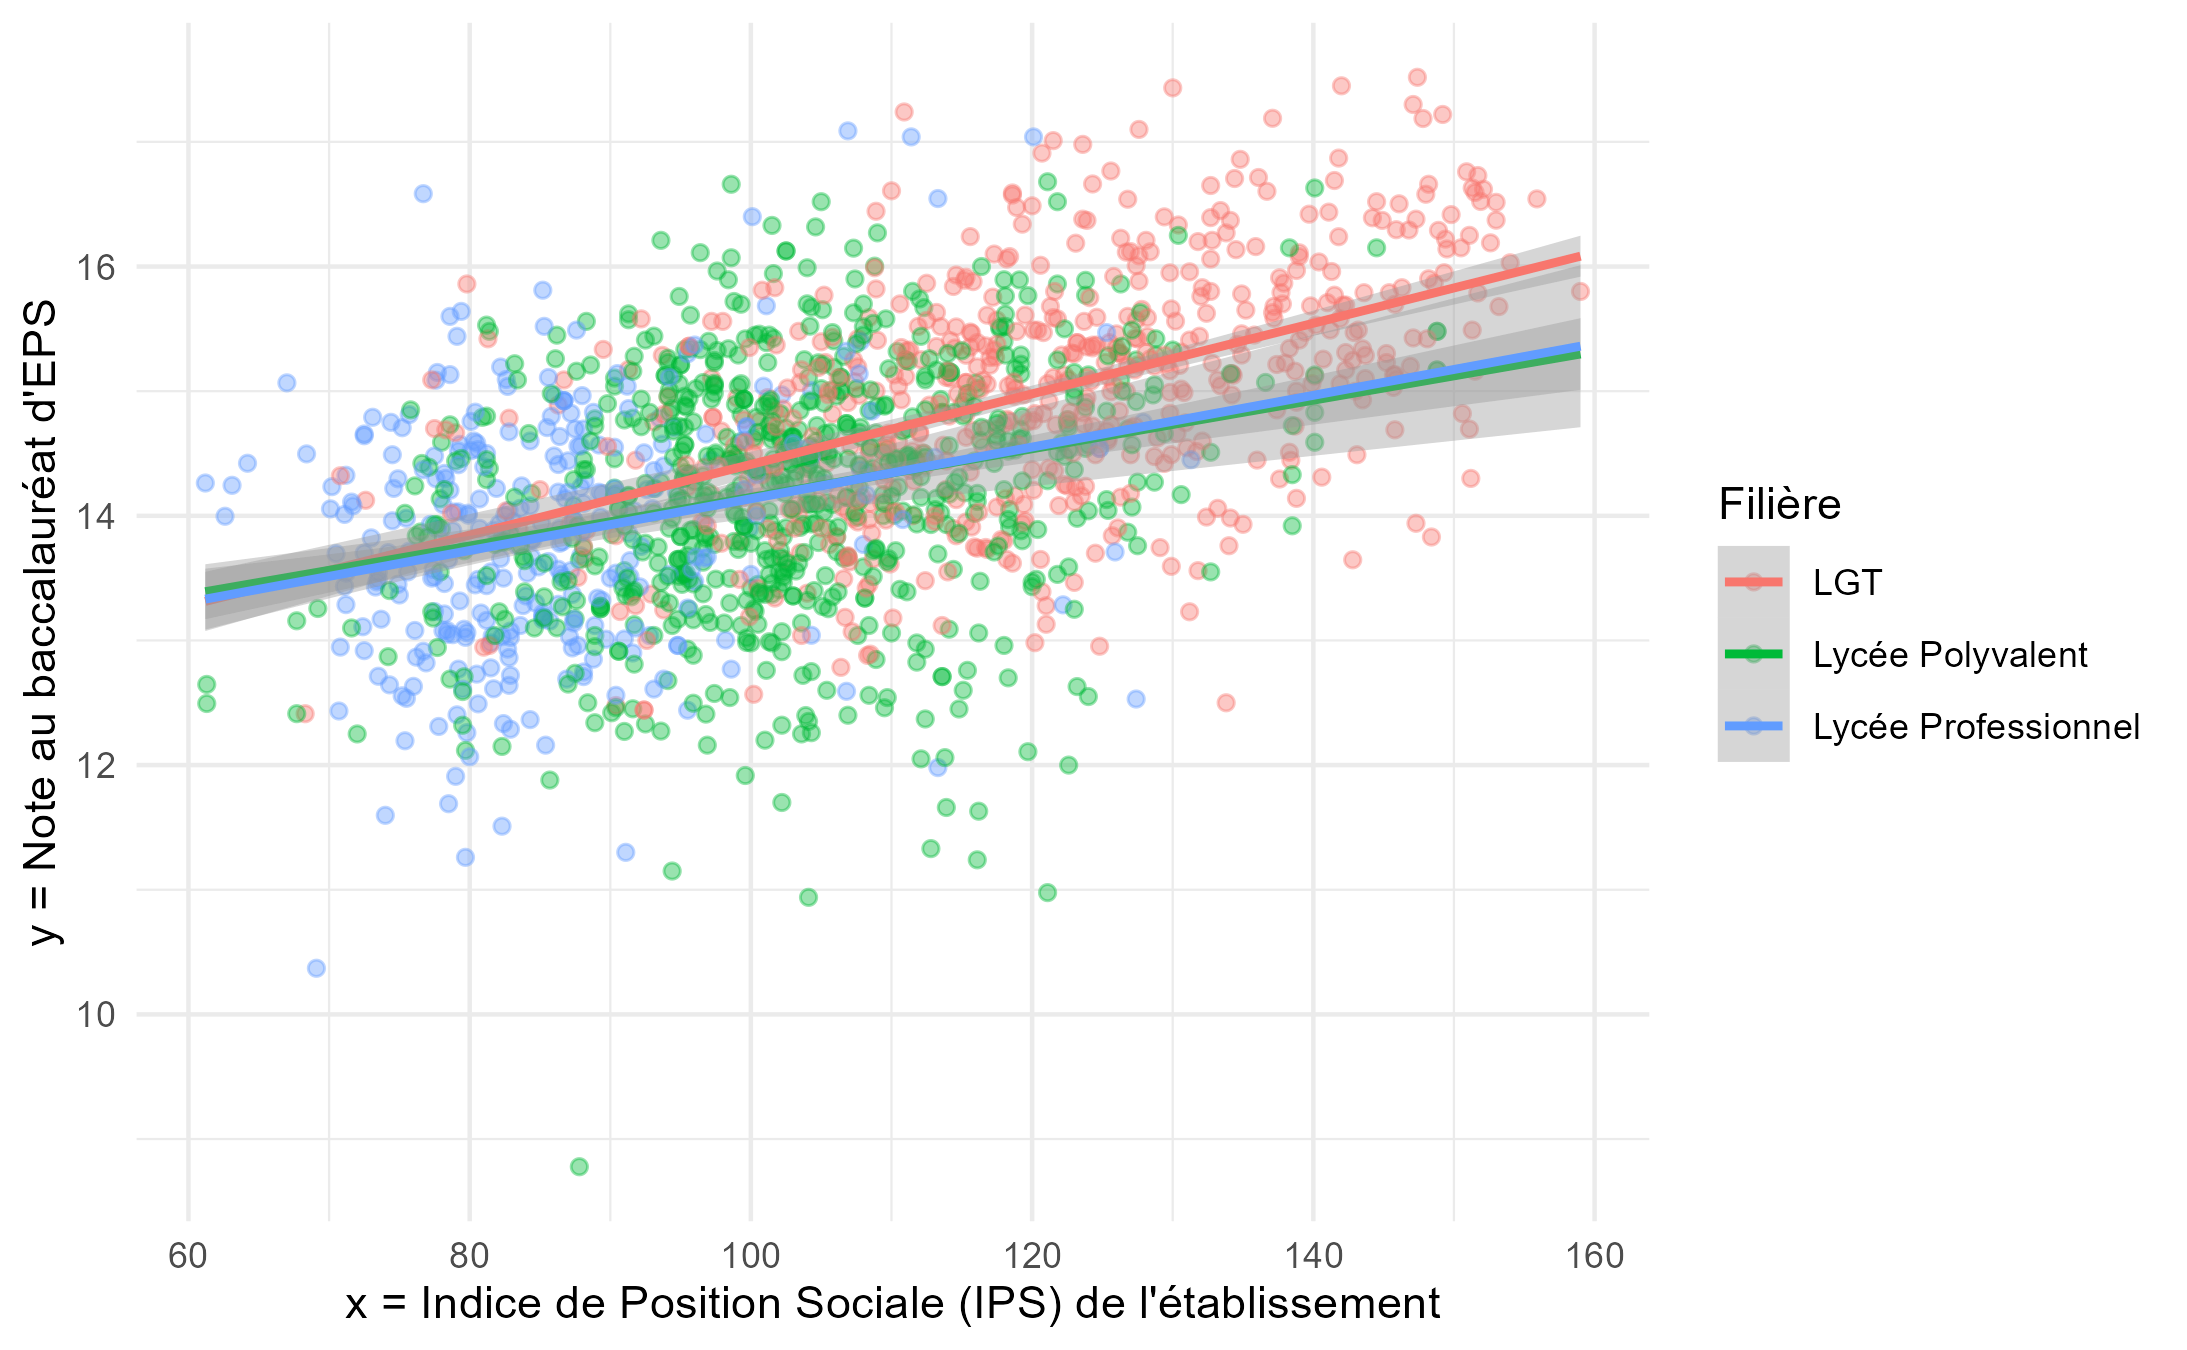 y = Note au baccalauréat d'EPS
16
14
12
10
60 80 100 120 140 160
x = Indice de Position Sociale (IPS) de l'établissement
Filière
LGT
Lycée Polyvalent
Lycée Professionnel